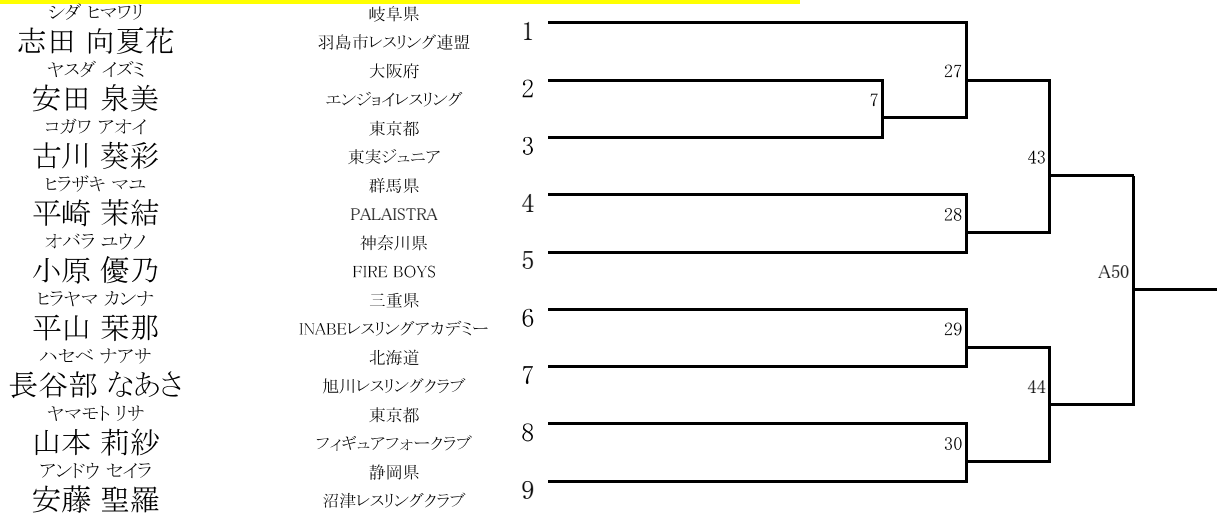 シダ ヒマワリ 岐阜県
志田 向夏花 羽島市レスリング連盟 1
ヤスダ イズミ 大阪府 27
安田 泉美 エンジョイレスリング 2 7
コガワ アオイ 東京都
古川 葵彩 東実ジュニア 3 43
ヒラザキ マユ 群馬県
平崎 茉結 PALAISTRA 4 28
オバラ ユウノ 神奈川県
小原 優乃 FIRE BOYS 5 A50
ヒラヤマ カンナ 三重県
平山 栞那 INABEレスリングアカデミー 6 29
ハセベ ナアサ 北海道
長谷部 なあさ 旭川レスリングクラブ 7 44
ヤマモト リサ 東京都
山本 莉紗 フィギュアフォークラブ 8 30
アンドウ セイラ 静岡県
安藤 聖羅 沼津レスリングクラブ 9